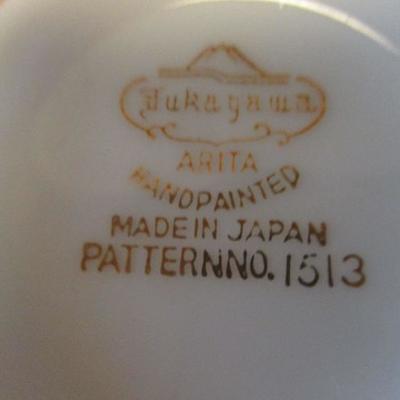 Fukagawa
ARITA
HANDPAINTED
MADE IN JAPAN
PATTERNNO. 1513